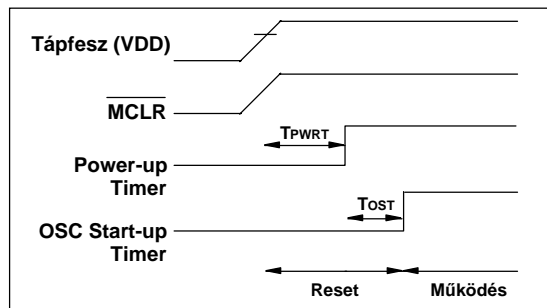 Tápfesz (VDD)
MCLR
TPWRT
Power-up
Timer
TOST
OSC Start-up
Timer
Reset
Működés